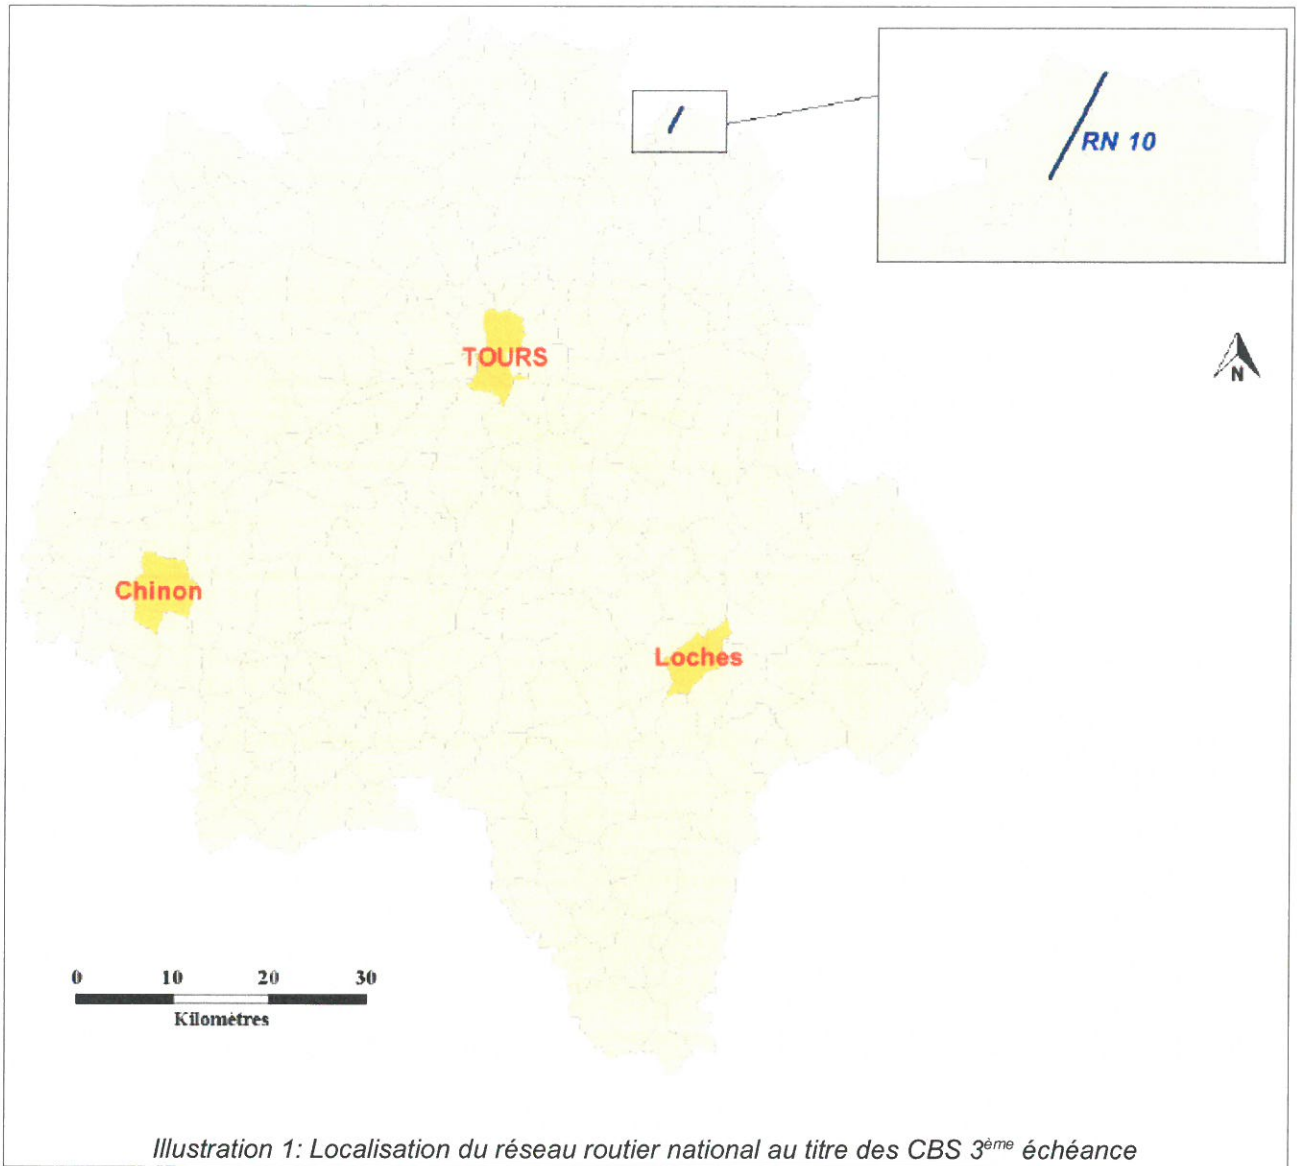 RN 10
TOURS
N
Chinon
Loches
0 10 20 30
Kilomètres
Illustration 1: Localisation du réseau routier national au titre des CBS 3ème échéance